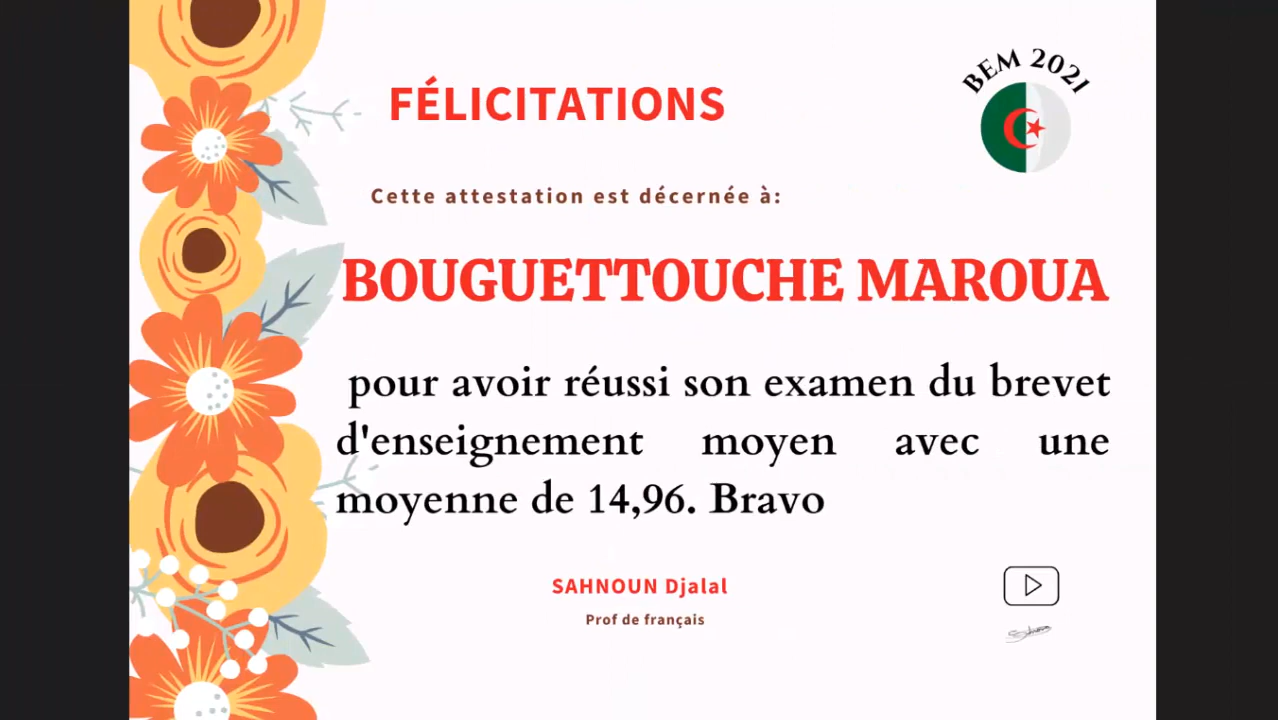 BEM 2021
FÉLICITATIONS
Cette attestation est décernée à:
BOUGUETTOUCHE MAROUA
pour avoir réussi son examen du brevet
d'enseignement moyen avec une
moyenne de 14,96. Bravo
SAHNOUN Djalal
Prof de français